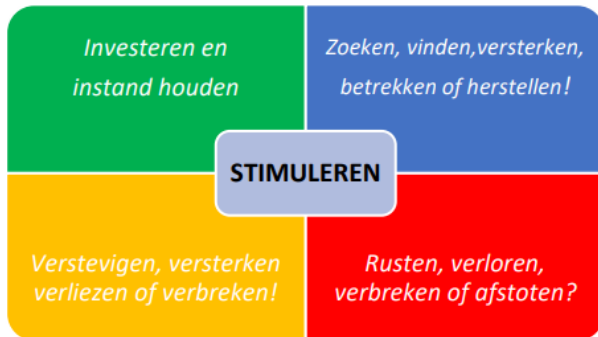 Investeren en
instand houden
Zoeken, vinden,versterken,
betrekken of herstellen!
STIMULEREN
Verstevigen, versterken
verliezen of verbreken!
Rusten, verloren,
verbreken of afstoten?